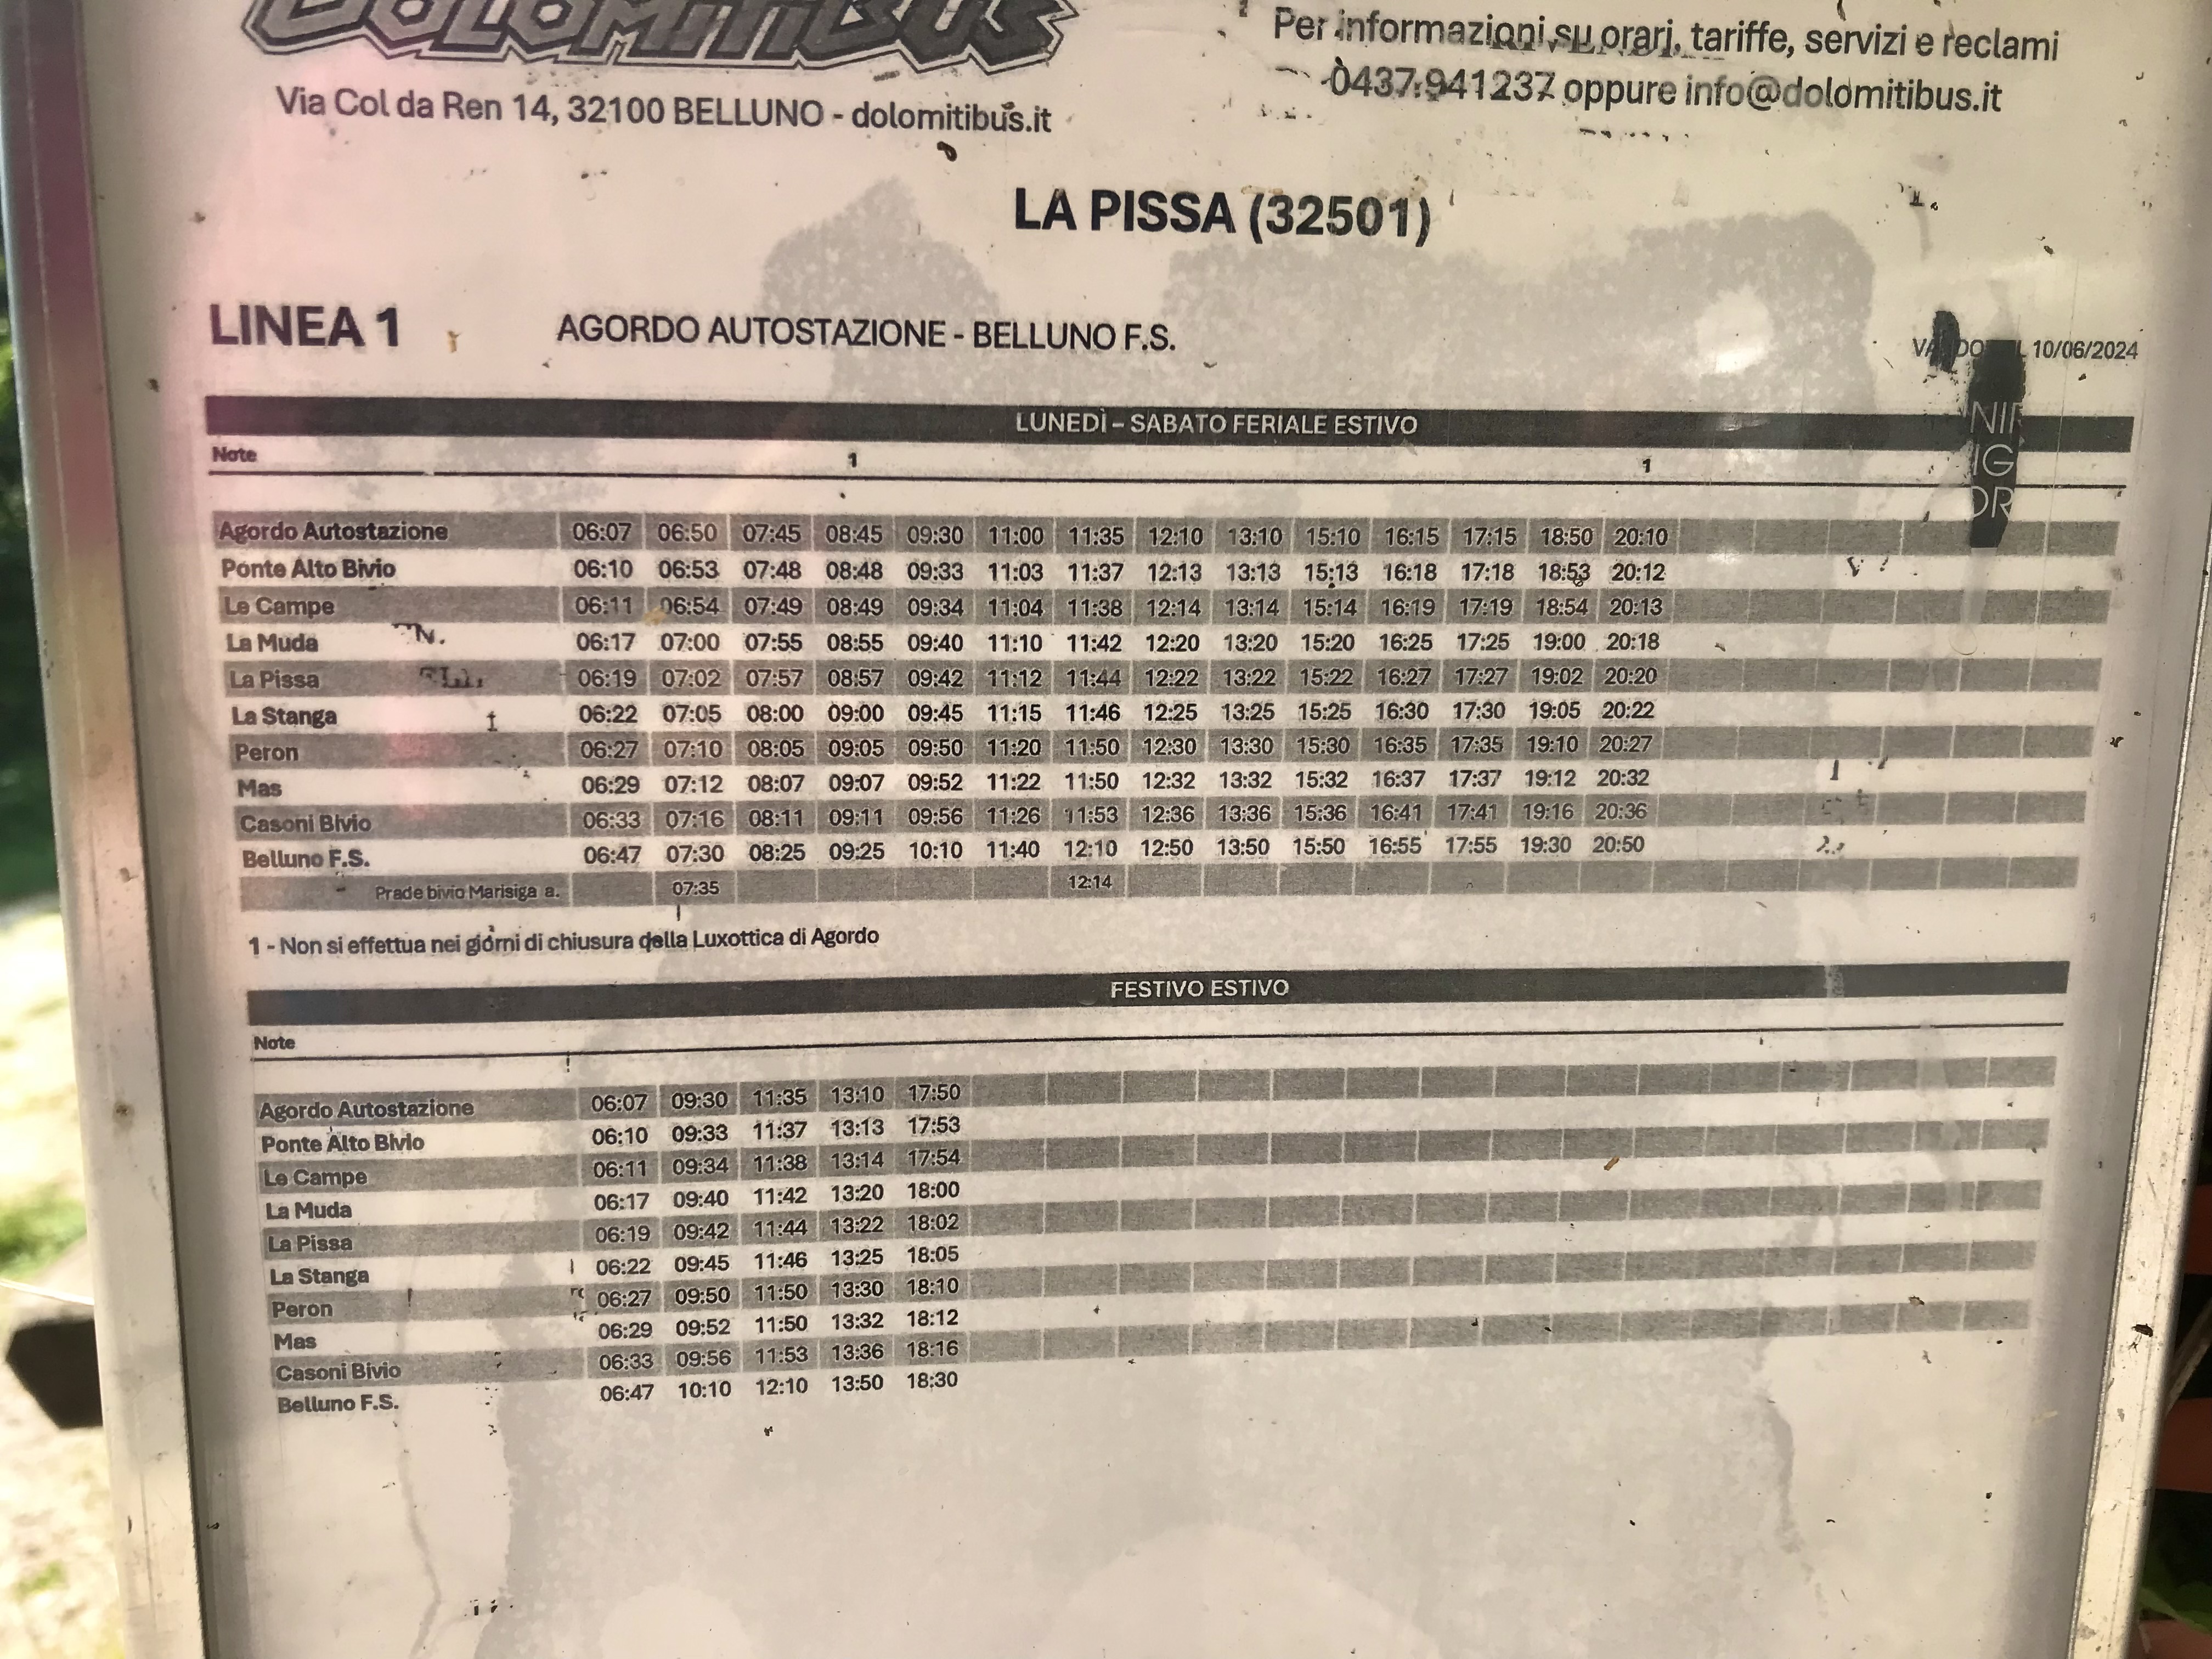 DOLOMITIBUS
Via Col da Ren 14, 32100 BELLUNO - dolomitibus.it
Per informazioni su orari, tariffe, servizi e reclami
0437.941237 oppure info@dolomitibus.it
LA PISSA (32501)
LINEA 1 AGORDO AUTOSTAZIONE - BELLUNO F.S.
10/06/2024
LUNEDÌ – SABATO FERIALE ESTIVO
Note 1 1
Agordo Autostazione 06:07 06:50 07:45 08:45 09:30 11:00 11:35 12:10 13:10 15:10 16:15 17:15 18:50 20:10
Ponte Alto Bivio 06:10 06:53 07:48 08:48 09:33 11:03 11:37 12:13 13:13 15:13 16:18 17:18 18:53 20:12
Le Campe 06:11 06:54 07:49 08:49 09:34 11:04 11:38 12:14 13:14 15:14 16:19 17:19 18:54 20:13
La Muda 06:17 07:00 07:55 08:55 09:40 11:10 11:42 12:20 13:20 15:20 16:25 17:25 19:00 20:18
La Pissa 06:19 07:02 07:57 08:57 09:42 11:12 11:44 12:22 13:22 15:22 16:27 17:27 19:02 20:20
La Stanga 06:22 07:05 08:00 09:00 09:45 11:15 11:46 12:25 13:25 15:25 16:30 17:30 19:05 20:22
Peron 06:27 07:10 08:05 09:05 09:50 11:20 11:50 12:30 13:30 15:30 16:35 17:35 19:10 20:27
Mas 06:29 07:12 08:07 09:07 09:52 11:22 11:50 12:32 13:32 15:32 16:37 17:37 19:12 20:32
Casoni Bivio 06:33 07:16 08:11 09:11 09:56 11:26 11:53 12:36 13:36 15:36 16:41 17:41 19:16 20:36
Belluno F.S. 06:47 07:30 08:25 09:25 10:10 11:40 12:10 12:50 13:50 15:50 16:55 17:55 19:30 20:50
Prade bivio Marisiga a. 07:35 12:14
1 - Non si effettua nei giorni di chiusura della Luxottica di Agordo
FESTIVO ESTIVO
Note
Agordo Autostazione 06:07 09:30 11:35 13:10 17:50
Ponte Alto Bivio 06:10 09:33 11:37 13:13 17:53
Le Campe 06:11 09:34 11:38 13:14 17:54
La Muda 06:17 09:40 11:42 13:20 18:00
La Pissa 06:19 09:42 11:44 13:22 18:02
La Stanga 06:22 09:45 11:46 13:25 18:05
Peron 06:27 09:50 11:50 13:30 18:10
Mas 06:29 09:52 11:50 13:32 18:12
Casoni Bivio 06:33 09:56 11:53 13:36 18:16
Belluno F.S. 06:47 10:10 12:10 13:50 18:30